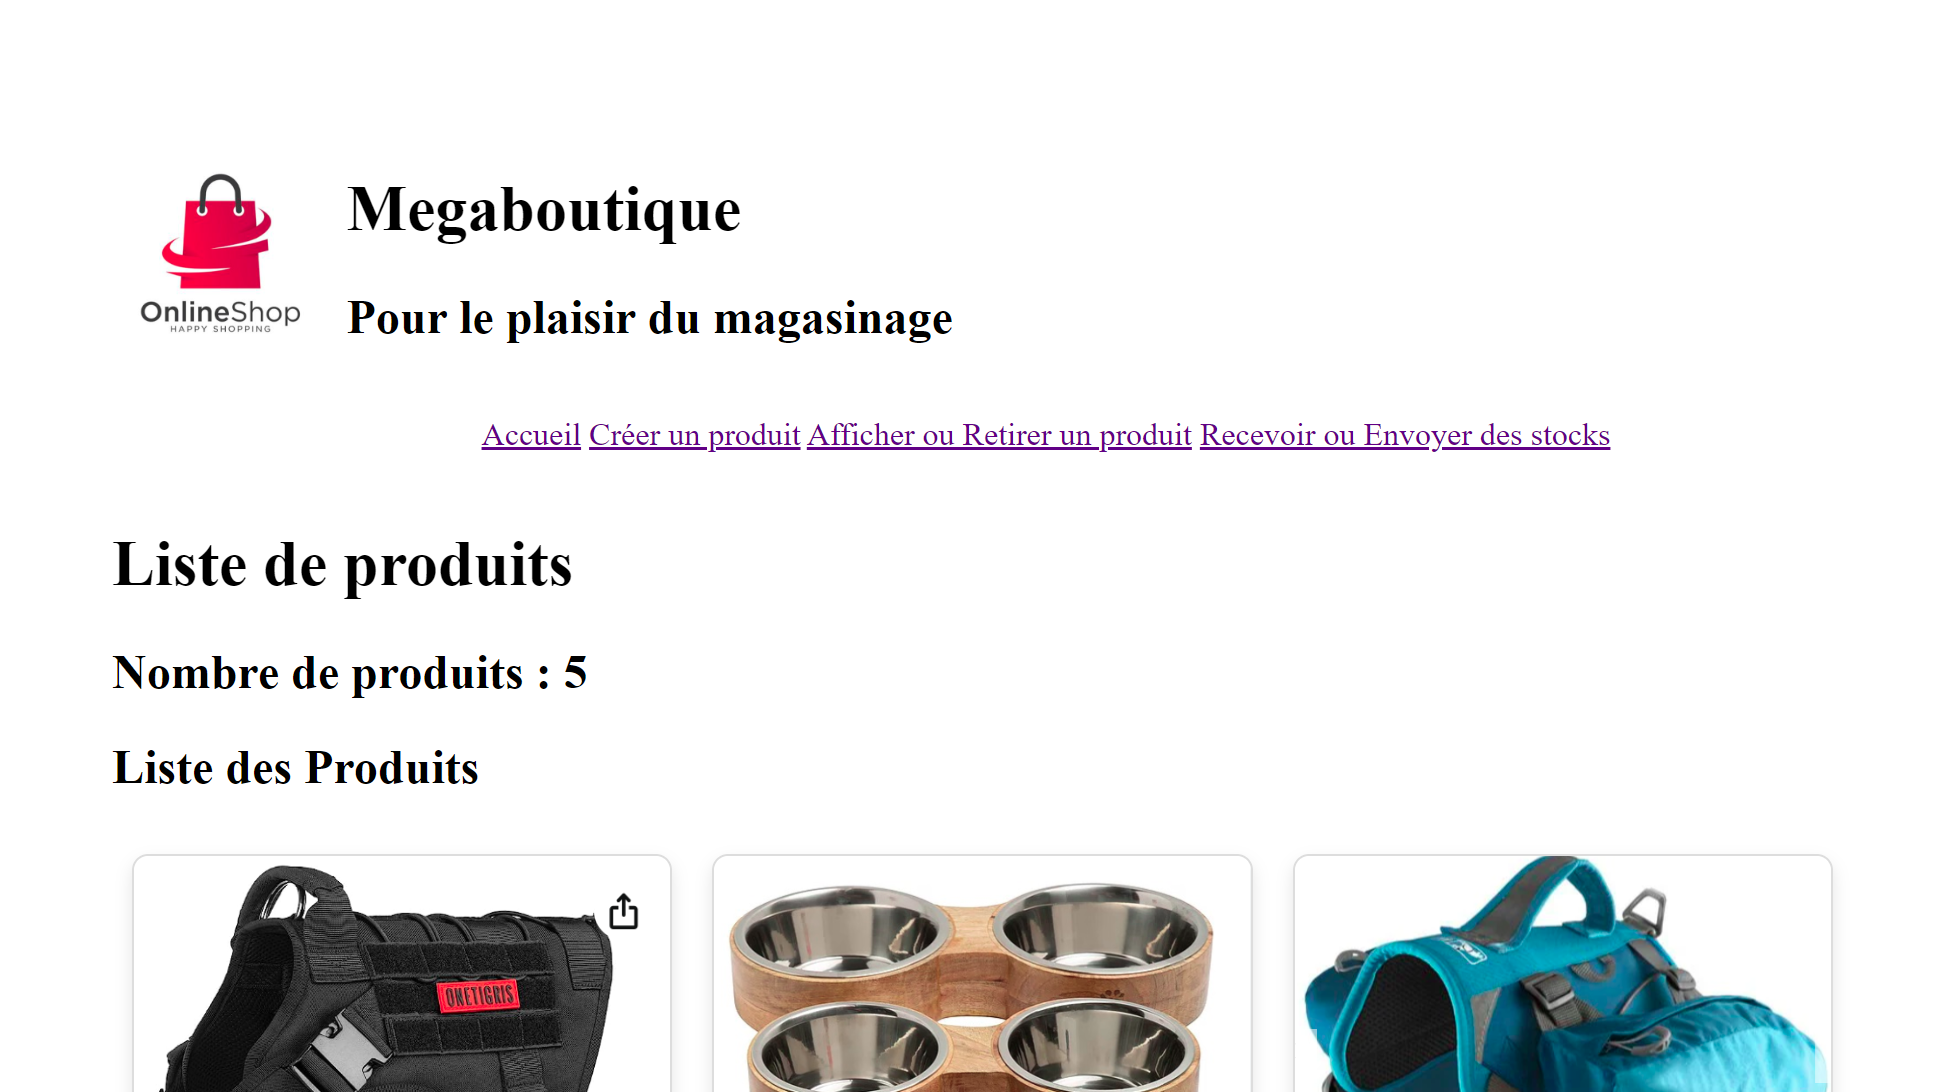 Megaboutique
OnlineShop
HAPPY SHOPPING
Pour le plaisir du magasinage
Accueil Créer un produit Afficher ou Retirer un produit Recevoir ou Envoyer des stocks
Liste de produits
Nombre de produits : 5
Liste des Produits
ONETIGRIS